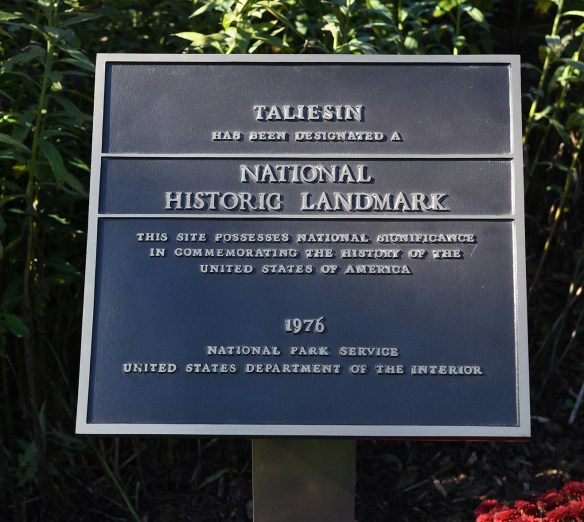 TALIESIN
HAS BEEN DESIGNATED A
NATIONAL
HISTORIC LANDMARK
THIS SITE POSSESSES NATIONAL SIGNIFICANCE
IN COMMEMORATING THE HISTORY OF THE
UNITED STATES OF AMERICA
1976
NATIONAL PARK SERVICE
UNITED STATES DEPARTMENT OF THE INTERIOR